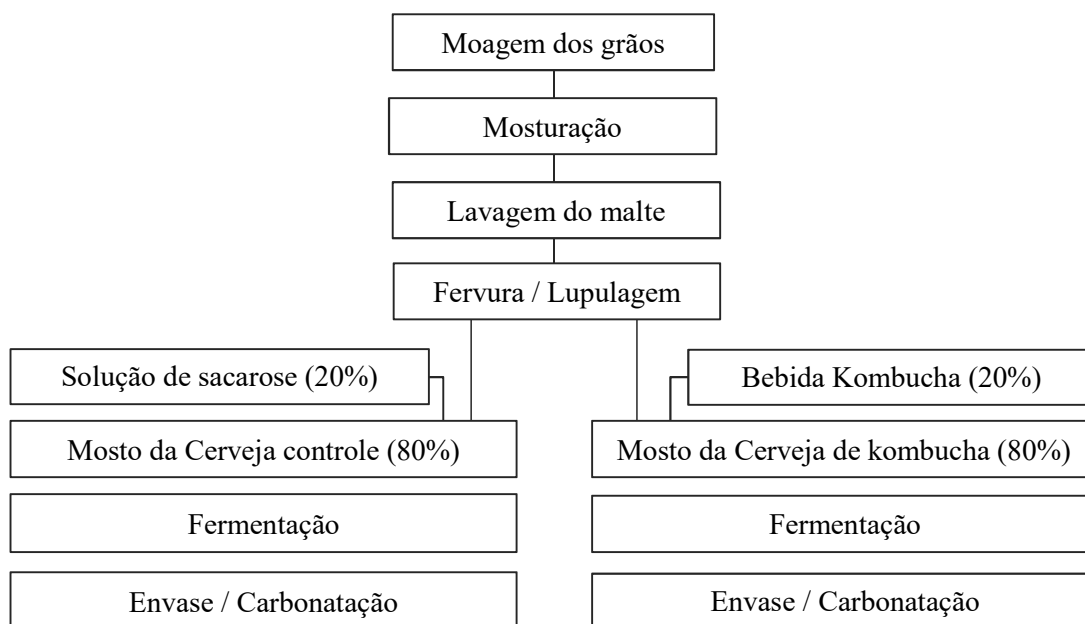 Moagem dos grãos
Mosturação
Lavagem do malte
Fervura / Lupulagem
Solução de sacarose (20%)
Bebida Kombucha (20%)
Mosto da Cerveja controle (80%)
Mosto da Cerveja de kombucha (80%)
Fermentação
Fermentação
Envase / Carbonatação
Envase / Carbonatação